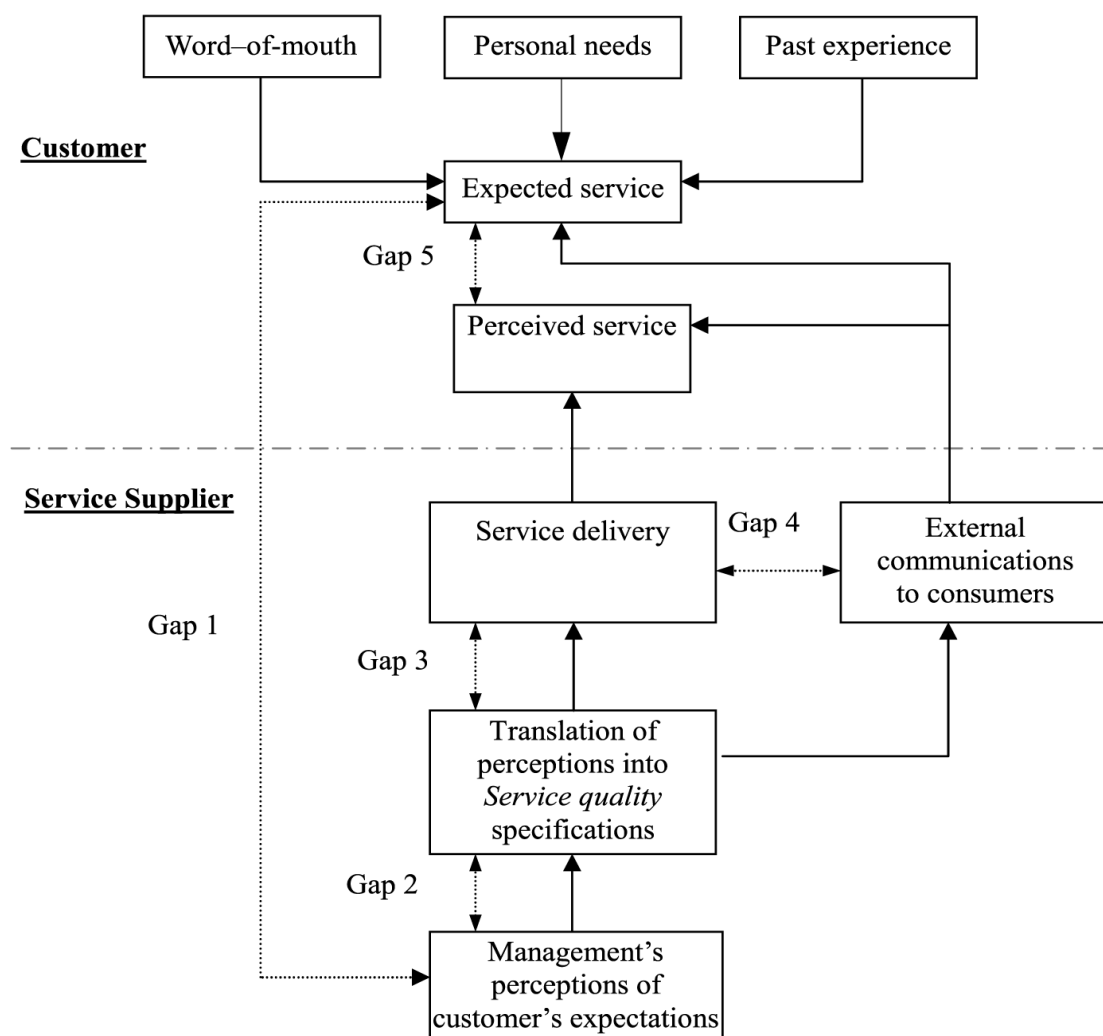 Word–of-mouth
Personal needs
Past experience
Customer
Expected service
Gap 5
Perceived service
Service Supplier
Service delivery
Gap 4
External
communications
to consumers
Gap 1
Gap 3
Translation of
perceptions into
Service quality
specifications
Gap 2
Management’s
perceptions of
customer’s expectations